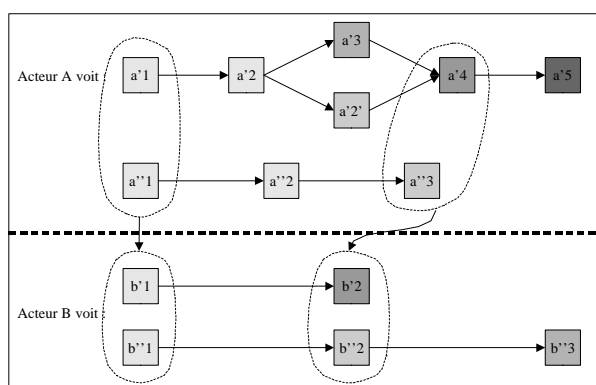 a'3
Acteur A voit :
a'1
a'2
a'4
a'5
a'2'
a''1
a''2
a''3
b'1
b'2
Acteur B voit :
b''1
b''2
b''3